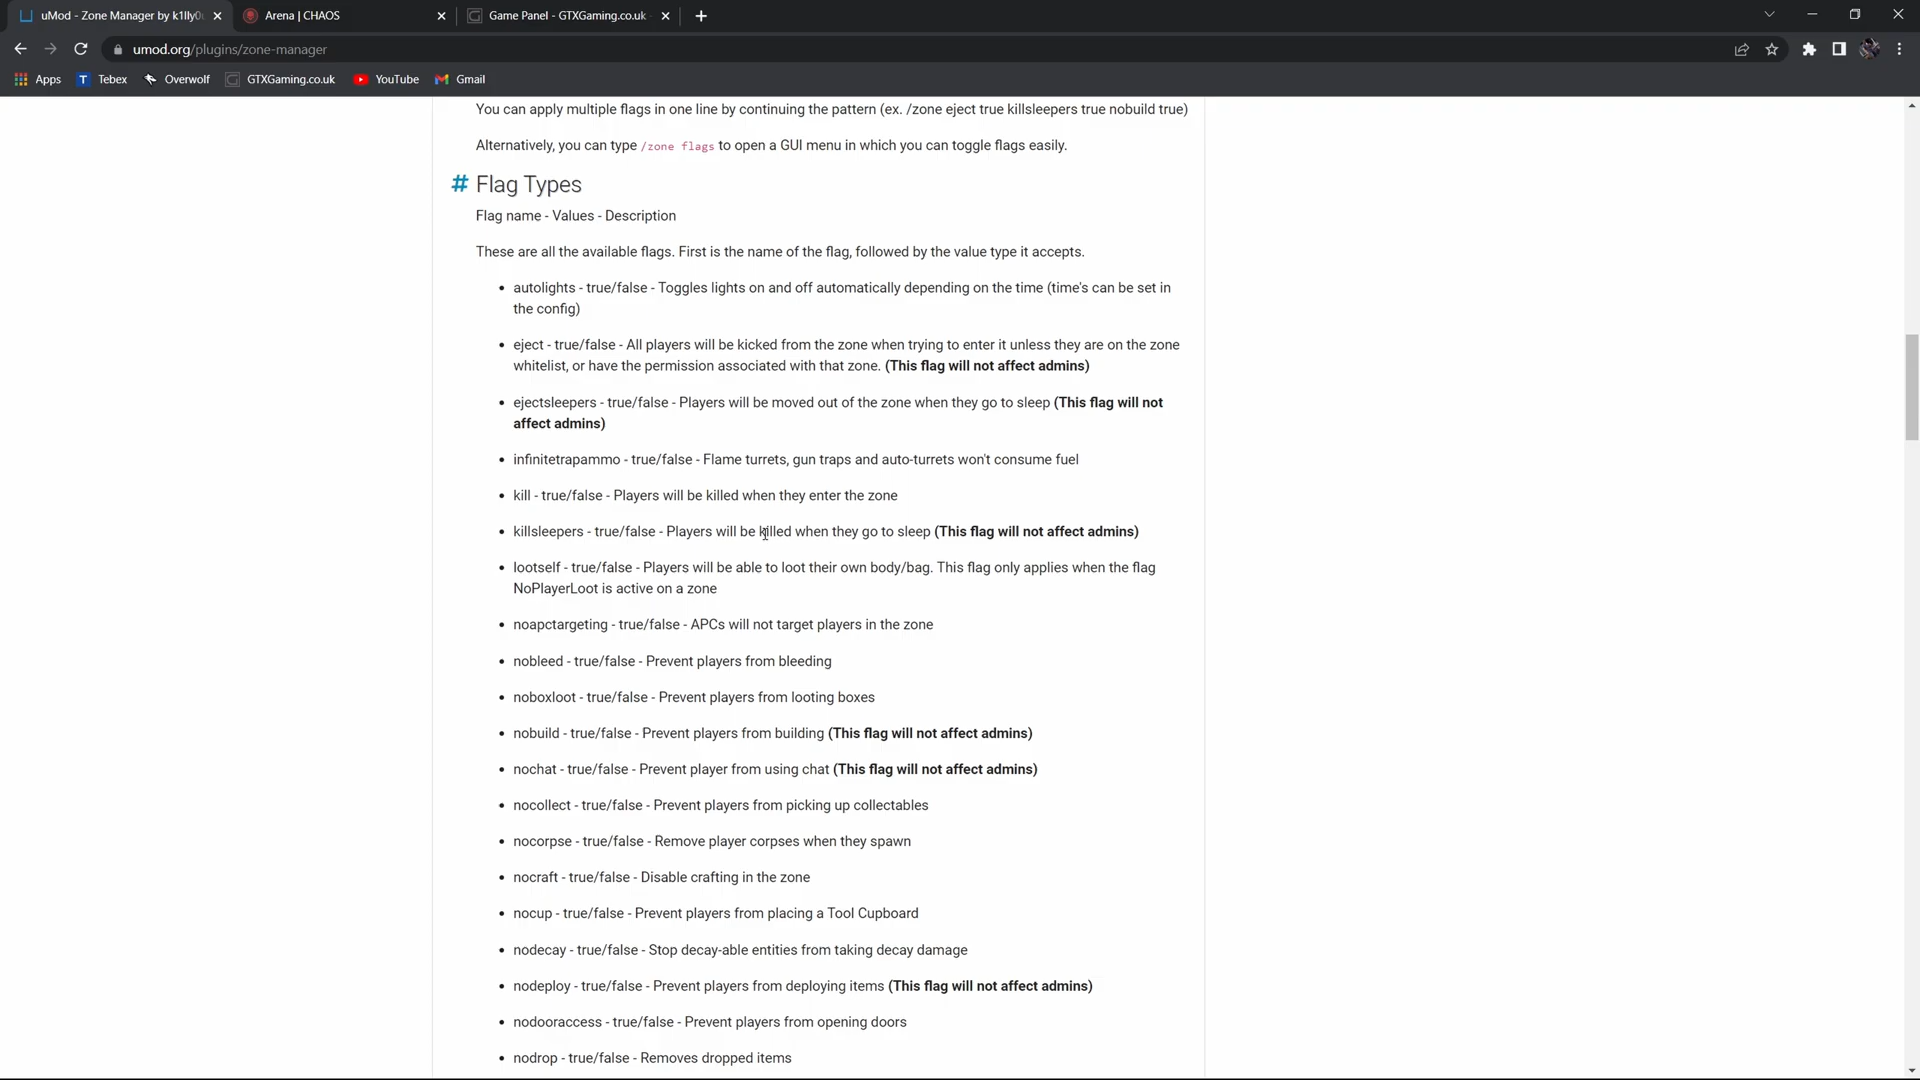 uMod - Zone Manager by k1lly0u
Arena | CHAOS
Game Panel - GTXGaming.co.uk
umod.org/plugins/zone-manager
Apps
Tebex
Overwolf
GTXGaming.co.uk
YouTube
Gmail
You can apply multiple flags in one line by continuing the pattern (ex. /zone eject true killsleepers true nobuild true)
Alternatively, you can type /zone flags to open a GUI menu in which you can toggle flags easily.
# Flag Types
Flag name - Values - Description
These are all the available flags. First is the name of the flag, followed by the value type it accepts.
• autolights - true/false - Toggles lights on and off automatically depending on the time (time's can be set in
the config)
• eject - true/false - All players will be kicked from the zone when trying to enter it unless they are on the zone
whitelist, or have the permission associated with that zone. (This flag will not affect admins)
• ejectsleepers - true/false - Players will be moved out of the zone when they go to sleep (This flag will not
affect admins)
• infinitetrapammo - true/false - Flame turrets, gun traps and auto-turrets won't consume fuel
• kill - true/false - Players will be killed when they enter the zone
• killsleepers - true/false - Players will be killed when they go to sleep (This flag will not affect admins)
• lootself - true/false - Players will be able to loot their own body/bag. This flag only applies when the flag
NoPlayerLoot is active on a zone
• noapctargeting - true/false - APCs will not target players in the zone
• nobleed - true/false - Prevent players from bleeding
• noboxloot - true/false - Prevent players from looting boxes
• nobuild - true/false - Prevent players from building (This flag will not affect admins)
• nochat - true/false - Prevent player from using chat (This flag will not affect admins)
• nocollect - true/false - Prevent players from picking up collectables
• nocorpse - true/false - Remove player corpses when they spawn
• nocraft - true/false - Disable crafting in the zone
• nocup - true/false - Prevent players from placing a Tool Cupboard
• nodecay - true/false - Stop decay-able entities from taking decay damage
• nodeploy - true/false - Prevent players from deploying items (This flag will not affect admins)
• nodooraccess - true/false - Prevent players from opening doors
• nodrop - true/false - Removes dropped items